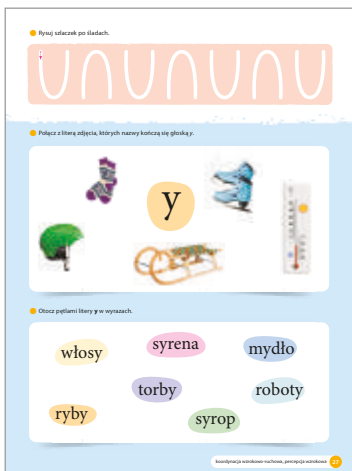 Rysuj szlaczek po śladach.
Połącz z literą zdjęcia, których nazwy kończą się głoską y.
y
Otocz pętlami litery y w wyrazach.
włosy syrena mydło
torby roboty
ryby syrop
koordynacja wzrokowo-ruchowa, percepcja wzrokowa 27